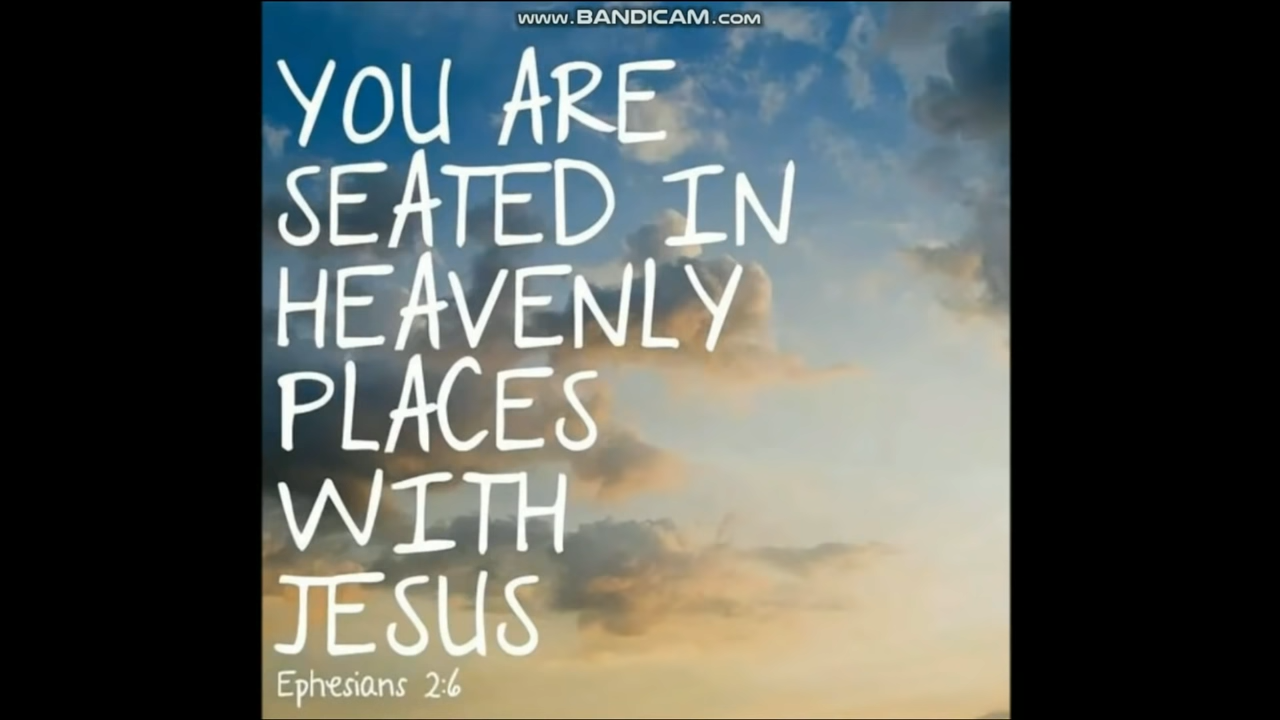 www.BANDICAM.com
YOU ARE
SEATED IN
HEAVENLY
PLACES
WITH
JESUS
Ephesians 2:6